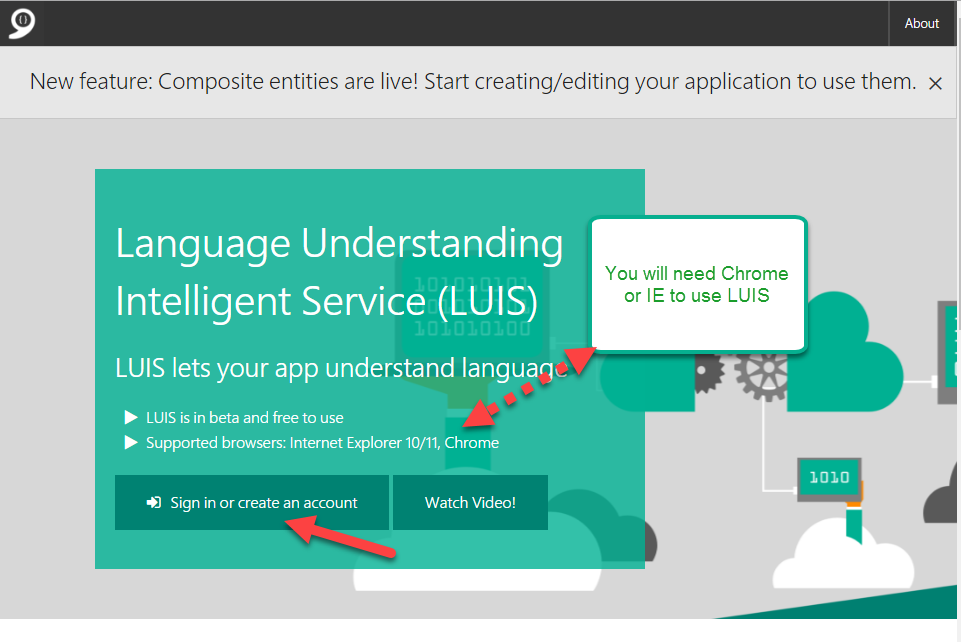 About
New feature: Composite entities are live! Start creating/editing your application to use them.
Language Understanding
Intelligent Service (LUIS)
LUIS lets your app understand language
LUIS is in beta and free to use
Supported browsers: Internet Explorer 10/11, Chrome
Sign in or create an account
Watch Video!
You will need Chrome
or IE to use LUIS
101010101
101010100
1010